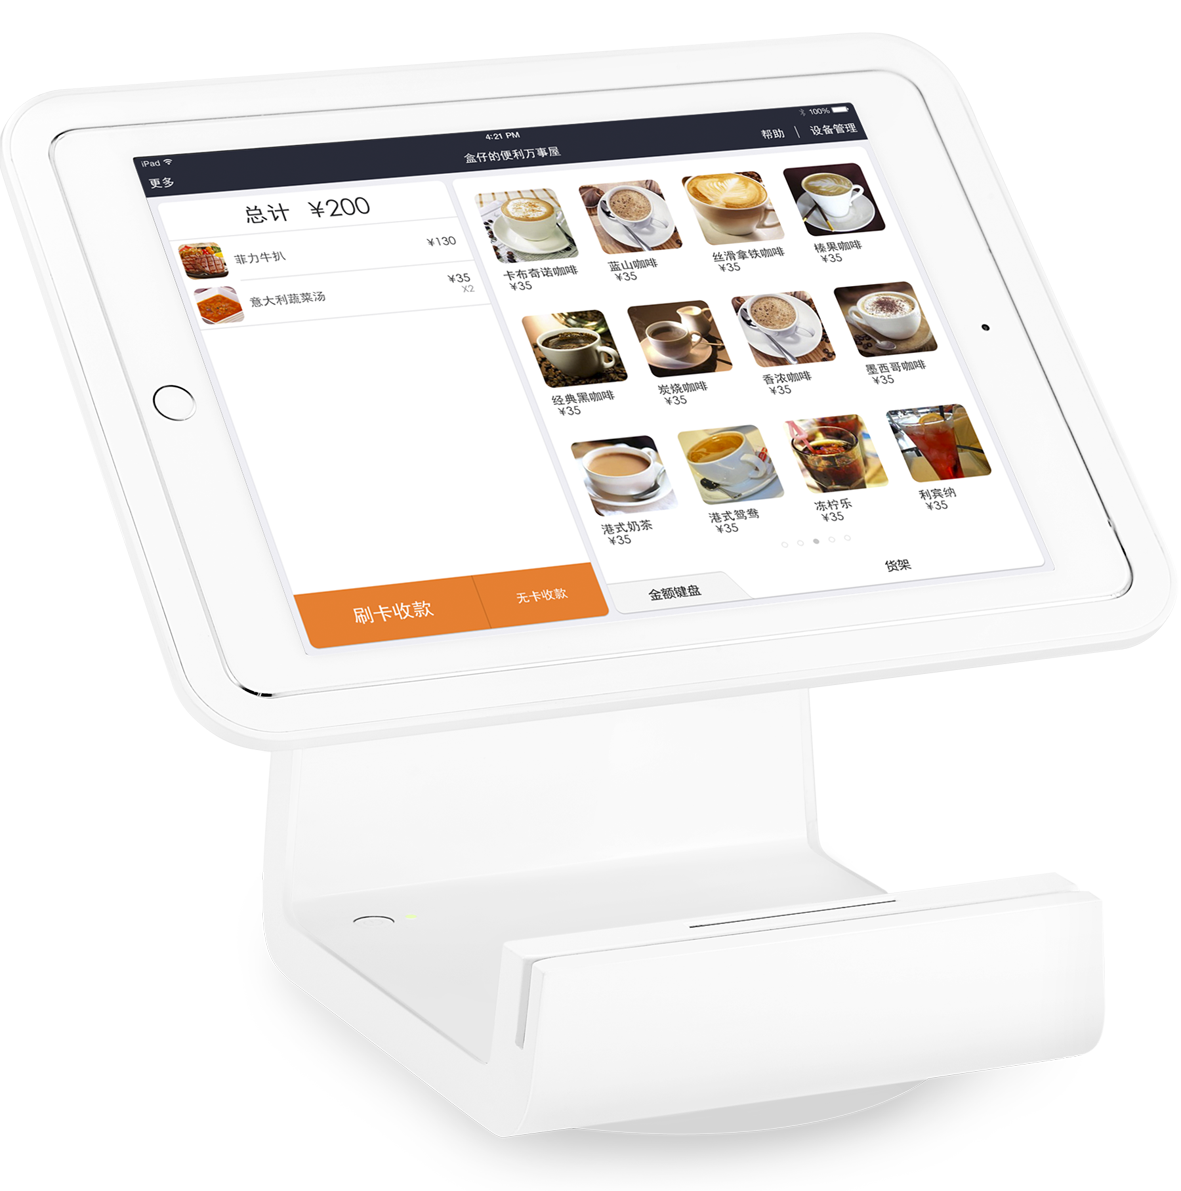 iPad
4:21 PM
100%
更多
盒仔的便利万事屋
帮助 | 设备管理
总计 ¥200
菲力牛扒
¥130
意大利蔬菜汤
¥35
X2
卡布奇诺咖啡
¥35
蓝山咖啡
¥35
丝滑拿铁咖啡
¥35
榛果咖啡
¥35
经典黑咖啡
¥35
炭烧咖啡
¥35
香浓咖啡
¥35
墨西哥咖啡
¥35
港式奶茶
¥35
港式鸳鸯
¥35
冻柠乐
¥35
利宾纳
¥35
刷卡收款
无卡收款
金额键盘
货架